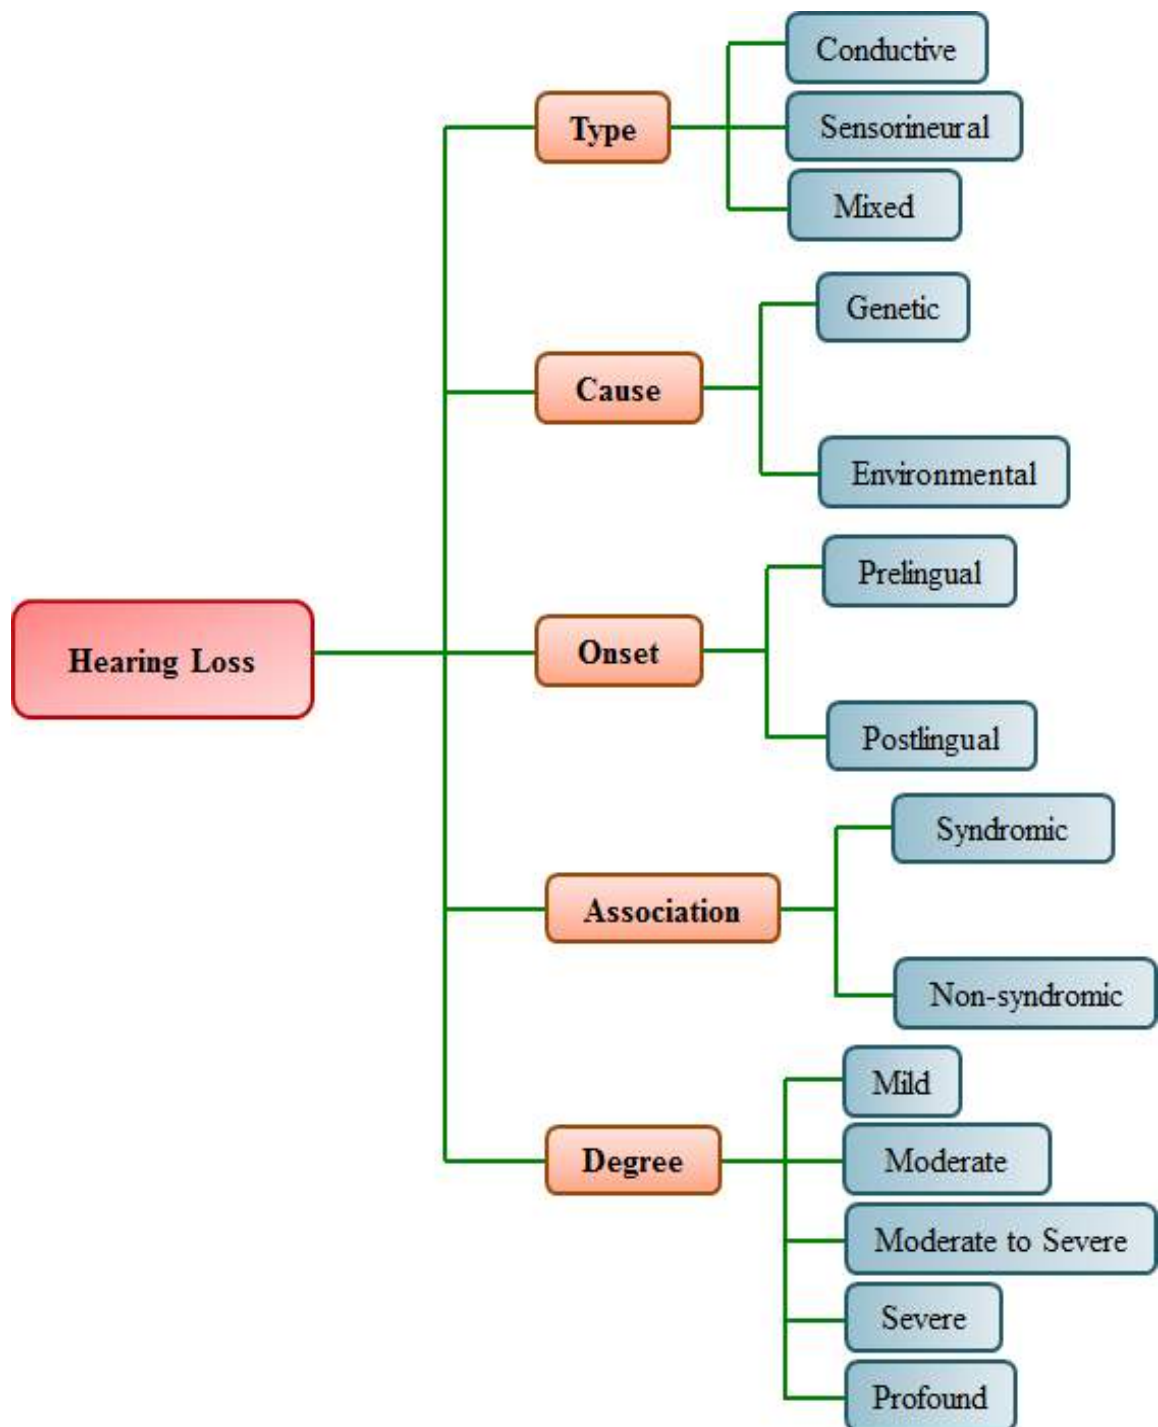 Hearing Loss
Type
Conductive
Sensorineural
Mixed
Cause
Genetic
Environmental
Onset
Prelingual
Postlingual
Association
Syndromic
Non-syndromic
Degree
Mild
Moderate
Moderate to Severe
Severe
Profound